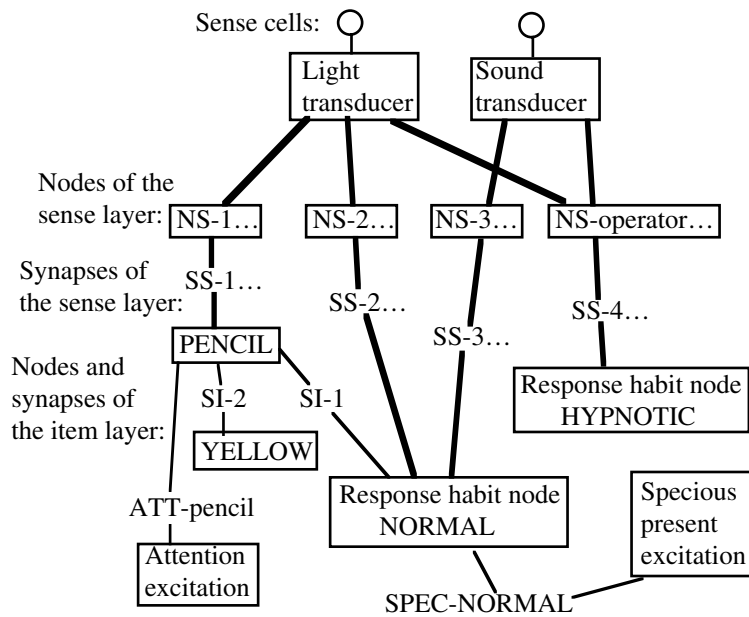 Sense cells:
Light
transducer
Sound
transducer
Nodes of the
sense layer:
NS-1…
NS-2…
NS-3…
NS-operator…
Synapses of
the sense layer:
SS-1…
SS-2…
SS-3…
SS-4…
PENCIL
Nodes and
synapses of
the item layer:
SI-2
SI-1
YELLOW
Response habit node
HYPNOTIC
ATT-pencil
Response habit node
NORMAL
Specious
present
excitation
Attention
excitation
SPEC-NORMAL